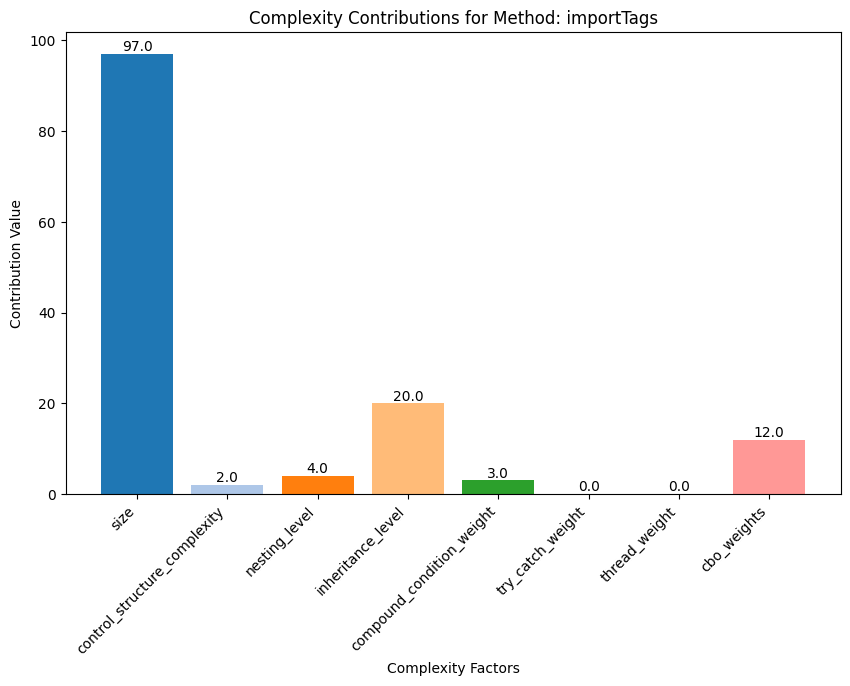 Complexity Contributions for Method: importTags
Contribution Value
100
80
60
40
20
0
97.0
2.0
4.0
20.0
3.0
0.0
0.0
12.0
size
control_structure_complexity
nesting_level
inheritance_level
compound_condition_weight
try_catch_weight
thread_weight
cbo_weights
Complexity Factors